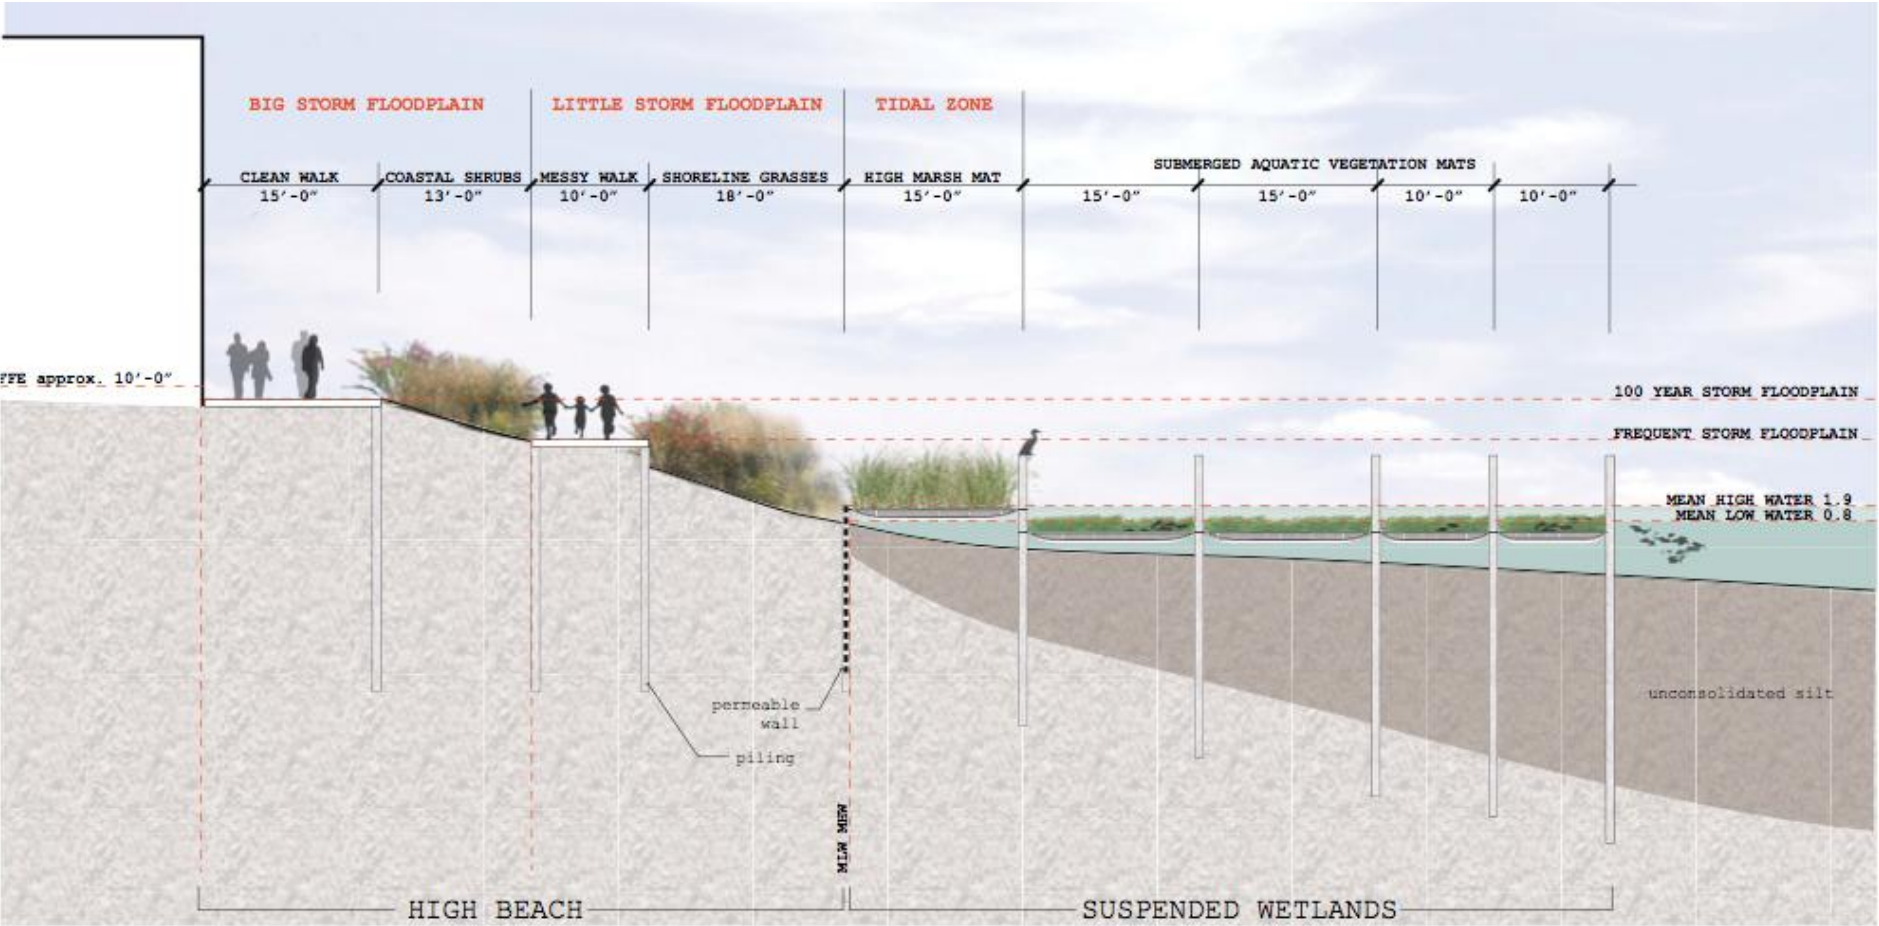 BIG STORM FLOODPLAIN
LITTLE STORM FLOODPLAIN
TIDAL ZONE
SUBMERGED AQUATIC VEGETATION MATS
CLEAN WALK
COASTAL SHRUBS
MESSY WALK
SHORELINE GRASSES
HIGH MARSH MAT
15'-0"
13'-0"
10'-0"
18'-0"
15'-0"
15'-0"
15'-0"
10'-0"
10'-0"
FFE approx. 10'-0"
100 YEAR STORM FLOODPLAIN
FREQUENT STORM FLOODPLAIN
MEAN HIGH WATER 1.9
MEAN LOW WATER 0.8
unconsolidated silt
permeable
wall
piling
MLW MHW
HIGH BEACH
SUSPENDED WETLANDS